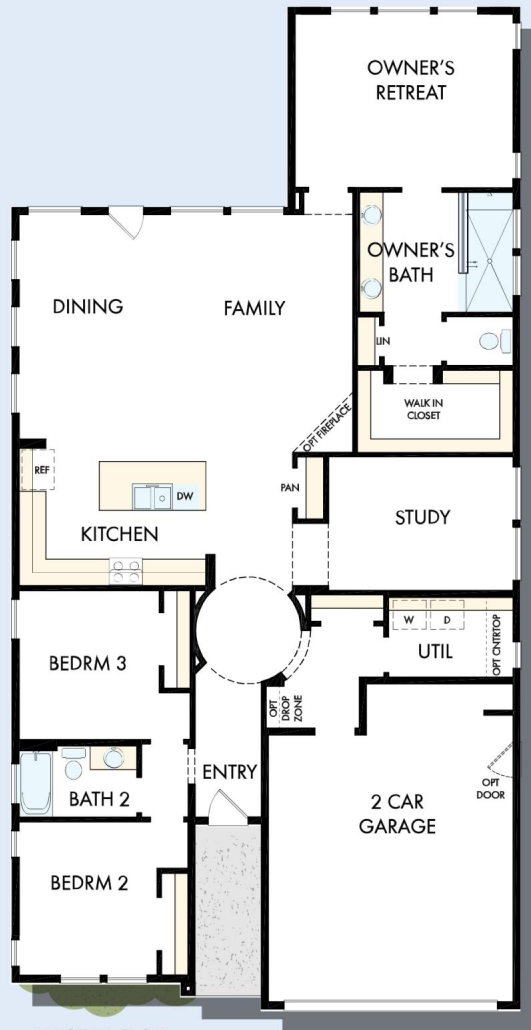 OWNER'S
RETREAT
OWNER'S
BATH
DINING
FAMILY
LIN
WALK IN
CLOSET
OPT FIREPLACE
REF
DW
PAN
KITCHEN
STUDY
W
D
UTIL
OPT CNTRTOP
BEDRM 3
OPT
DROP
ZONE
ENTRY
BATH 2
OPT
DOOR
2 CAR
GARAGE
BEDRM 2